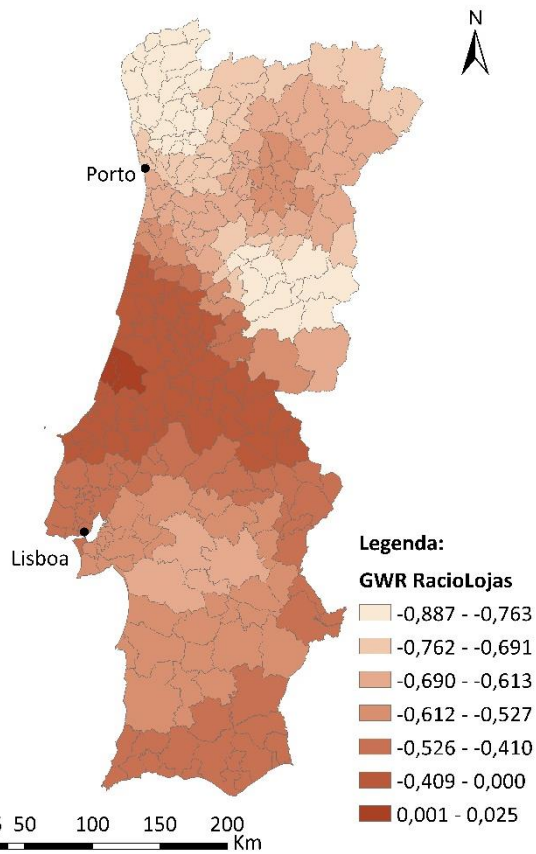 N
Porto
Lisboa
Legenda:
GWR RacioLojas
-0,887 - -0,763
-0,762 - -0,691
-0,690 - -0,613
-0,612 - -0,527
-0,526 - -0,410
-0,409 - 0,000
0,001 - 0,025
50 100 150 200
Km